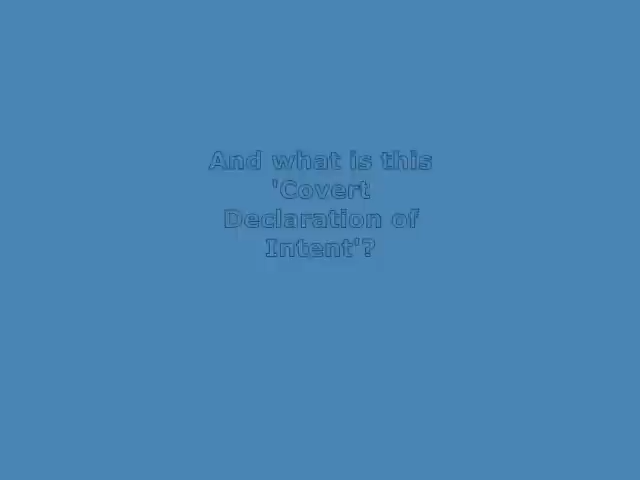 And what is this
'Covert
Declaration of
Intent'?